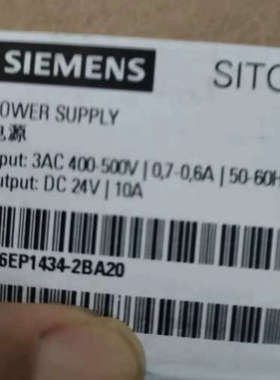 SIEMENS SITO
OWER SUPPLY
电源
put: 3AC 400-500V | 0,7-0,6A | 50-60H
utput: DC 24V | 10A
6EP1434-2BA20